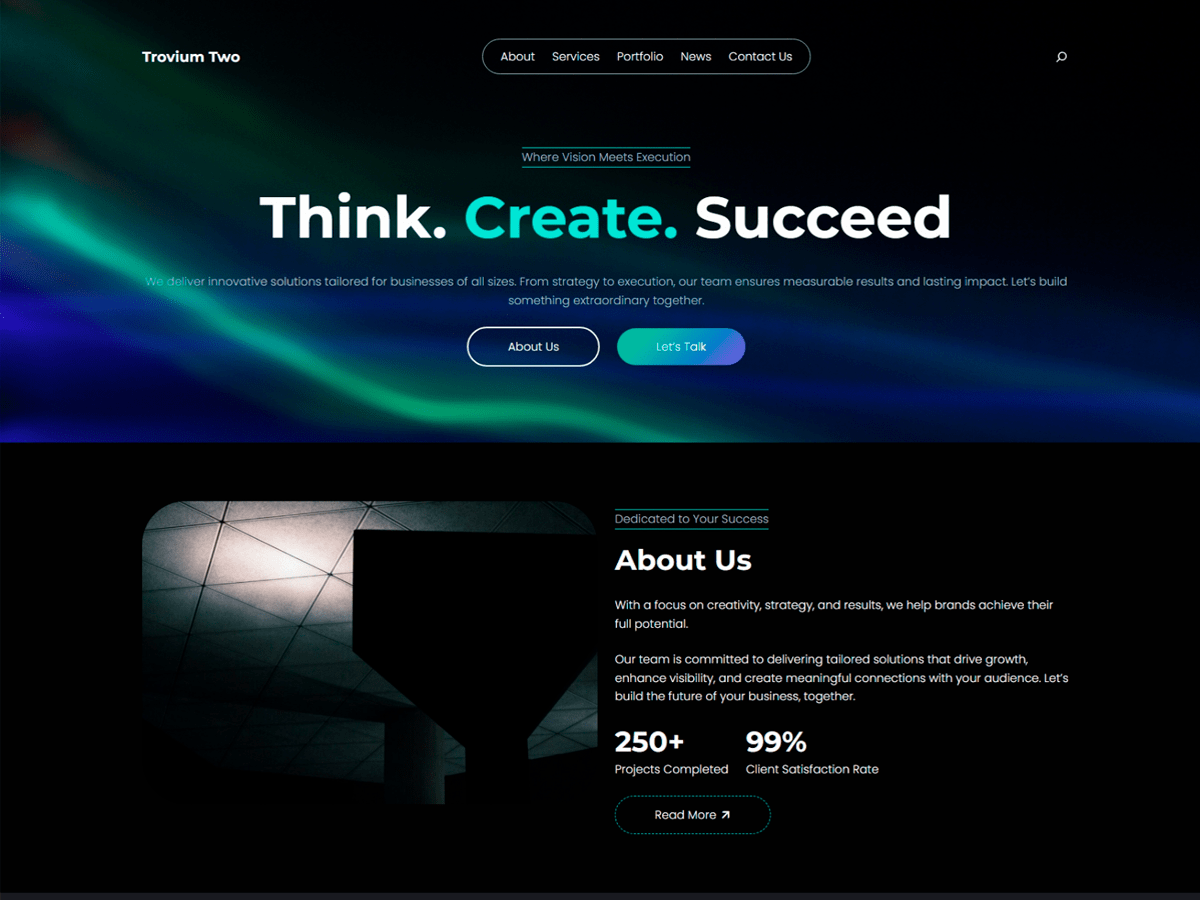 Trovium Two
About Services Portfolio News Contact Us
Where Vision Meets Execution
Think. Create. Succeed
We deliver innovative solutions tailored for businesses of all sizes. From strategy to execution, our team ensures measurable results and lasting impact. Let's build
something extraordinary together.
About Us
Let's Talk
Dedicated to Your Success
About Us
With a focus on creativity, strategy, and results, we help brands achieve their
full potential.
Our team is committed to delivering tailored solutions that drive growth,
enhance visibility, and create meaningful connections with your audience. Let's
build the future of your business, together.
250+ 99%
Projects Completed Client Satisfaction Rate
Read More